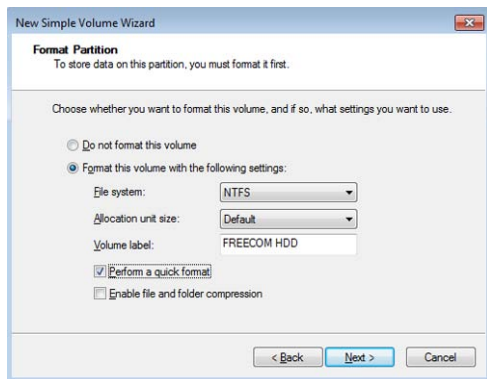 New Simple Volume Wizard
Format Partition
To store data on this partition, you must format it first.
Choose whether you want to format this volume, and if so, what settings you want to use.
Do not format this volume
Format this volume with the following settings:
File system: NTFS
Allocation unit size: Default
Volume label: FREECOM HDD
Perform a quick format
Enable file and folder compression
< Back Next > Cancel